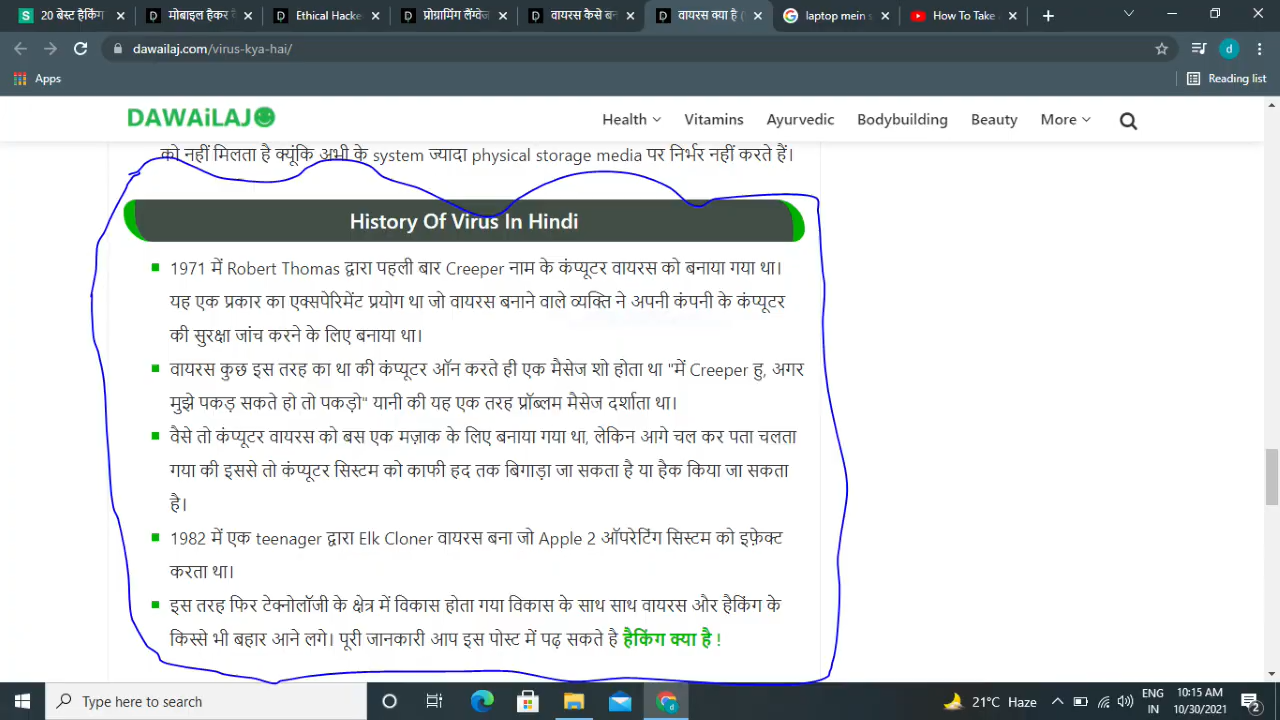 20 बेस्ट हैकिंग
मोबाइल हैकर
Ethical Hacke
प्रोग्रामिंग लैंग्वेज
वायरस कैसे बन
वायरस क्या है
laptop mein s
How To Take
dawailaj.com/virus-kya-hai/
d
Apps
Reading list
DAWAiLAJ
Health
Vitamins
Ayurvedic
Bodybuilding
Beauty
More
को नहीं मिलता है क्यूंकि अभी के system ज्यादा physical storage media पर निर्भर नहीं करते हैं।
History Of Virus In Hindi
1971 में Robert Thomas द्वारा पहली बार Creeper नाम के कंप्यूटर वायरस को बनाया गया था।
यह एक प्रकार का एक्सपेरिमेंट प्रयोग था जो वायरस बनाने वाले व्यक्ति ने अपनी कंपनी के कंप्यूटर
की सुरक्षा जांच करने के लिए बनाया था।
वायरस कुछ इस तरह का था की कंप्यूटर ऑन करते ही एक मैसेज शो होता था "में Creeper हु, अगर
मुझे पकड़ सकते हो तो पकड़ो" यानी की यह एक तरह प्रॉब्लम मैसेज दर्शाता था।
वैसे तो कंप्यूटर वायरस को बस एक मज़ाक के लिए बनाया गया था, लेकिन आगे चल कर पता चलता
गया की इससे तो कंप्यूटर सिस्टम को काफी हद तक बिगाड़ा जा सकता है या हैक किया जा सकता
है।
1982 में एक teenager द्वारा Elk Cloner वायरस बना जो Apple 2 ऑपरेटिंग सिस्टम को इफ़ेक्ट
करता था।
इस तरह फिर टेक्नोलॉजी के क्षेत्र में विकास होता गया विकास के साथ साथ वायरस और हैकिंग के
किस्से भी बहार आने लगे। पूरी जानकारी आप इस पोस्ट में पढ़ सकते है हैकिंग क्या है !
Type here to search
21°C Haze
ENG
IN
10:15 AM
10/30/2021
2